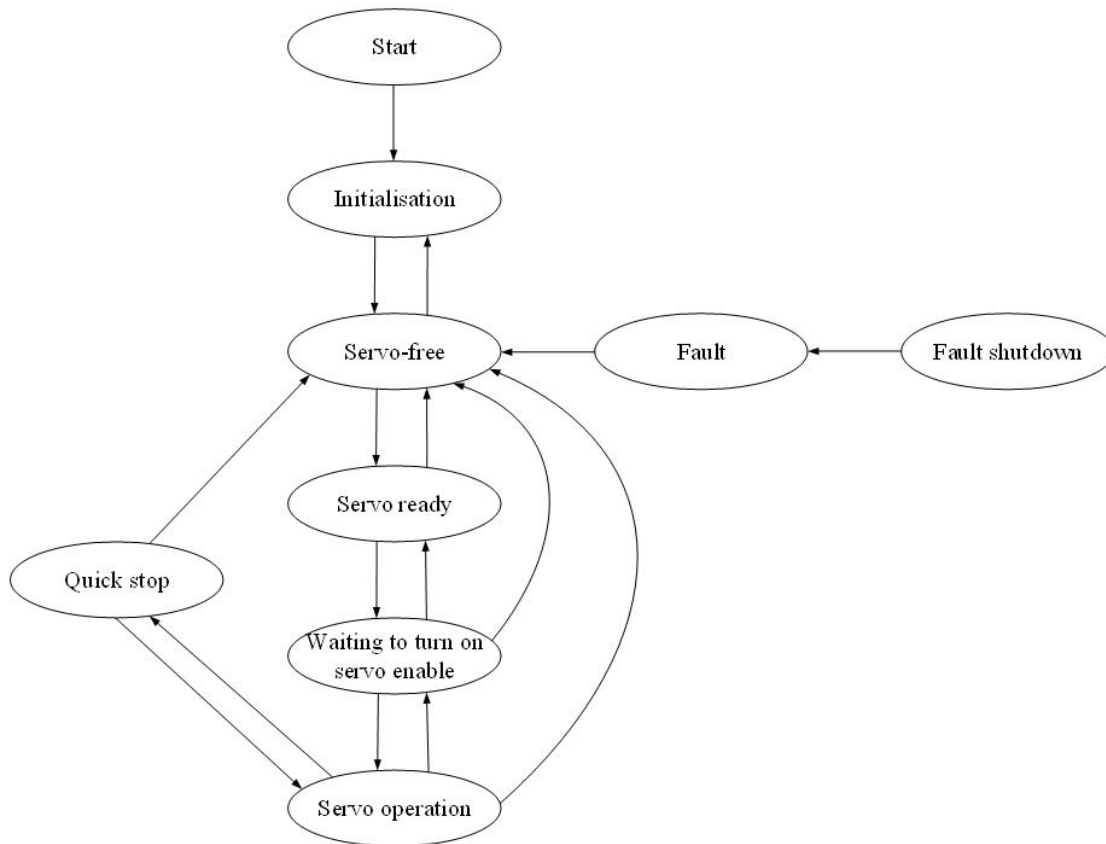 Start
Initialisation
Servo-free
Fault
Fault shutdown
Servo ready
Quick stop
Waiting to turn on
servo enable
Servo operation